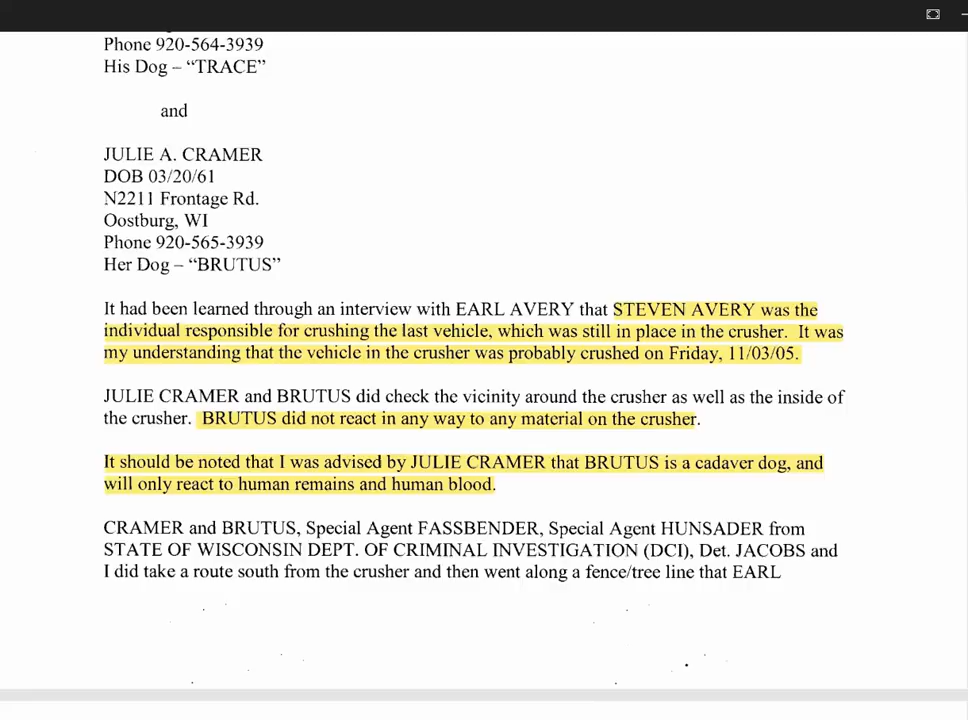 Phone 920-564-3939
His Dog – “TRACE”
and
JULIE A. CRAMER
DOB 03/20/61
N2211 Frontage Rd.
Oostburg, WI
Phone 920-565-3939
Her Dog – “BRUTUS”
It had been learned through an interview with EARL AVERY that STEVEN AVERY was the
individual responsible for crushing the last vehicle, which was still in place in the crusher.  It was
my understanding that the vehicle in the crusher was probably crushed on Friday, 11/03/05.
JULIE CRAMER and BRUTUS did check the vicinity around the crusher as well as the inside of
the crusher.  BRUTUS did not react in any way to any material on the crusher.
It should be noted that I was advised by JULIE CRAMER that BRUTUS is a cadaver dog, and
will only react to human remains and human blood.
CRAMER and BRUTUS, Special Agent FASSBENDER, Special Agent HUNSADER from
STATE OF WISCONSIN DEPT. OF CRIMINAL INVESTIGATION (DCI), Det. JACOBS and
I did take a route south from the crusher and then went along a fence/tree line that EARL